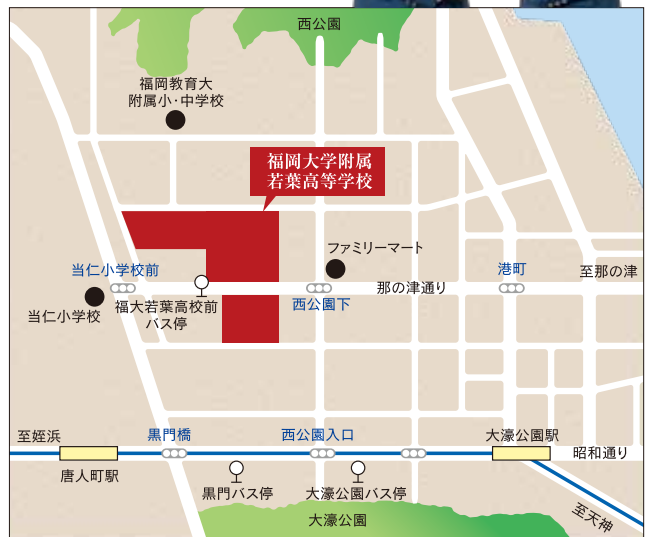 西公園
福岡教育大
附属小・中学校
福岡大学附属
若葉高等学校
ファミリーマート
当仁小学校前
港町
至那の津
那の津通り
西公園下
福大若葉高校前
バス停
当仁小学校
至姪浜
黒門橋
西公園入口
大濠公園駅
昭和通り
唐人町駅
黒門バス停
大濠公園バス停
大濠公園
至天神